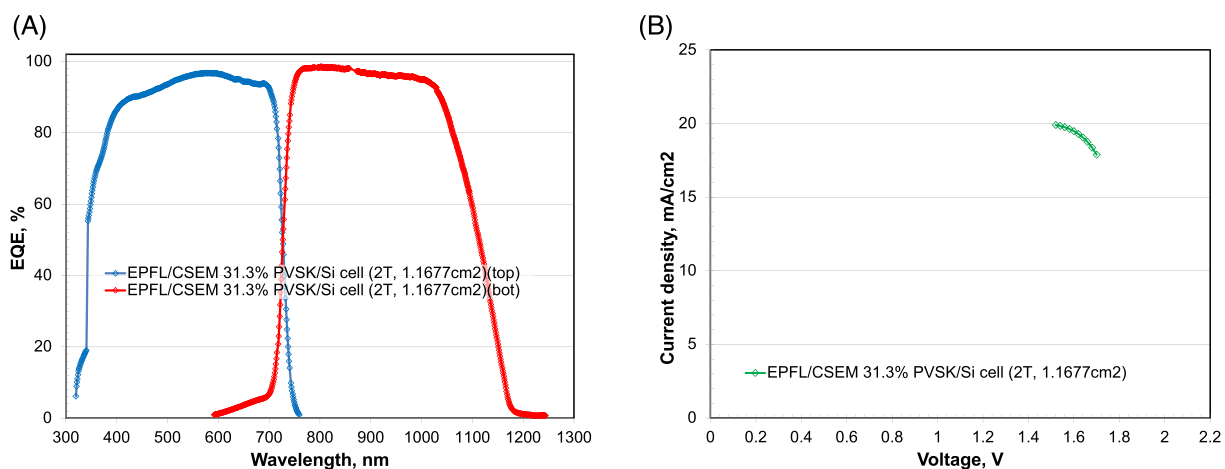 (A)
100
80
60
40
20
0
EQE, %
EPFL/CSEM 31.3% PVSK/Si cell (2T, 1.1677cm2)(top)
EPFL/CSEM 31.3% PVSK/Si cell (2T, 1.1677cm2)(bot)
300 400 500 600 700 800 900 1000 1100 1200 1300
Wavelength, nm
(B)
25
20
15
10
5
0
Current density, mA/cm2
EPFL/CSEM 31.3% PVSK/Si cell (2T, 1.1677cm2)
0 0.2 0.4 0.6 0.8 1 1.2 1.4 1.6 1.8 2 2.2
Voltage, V